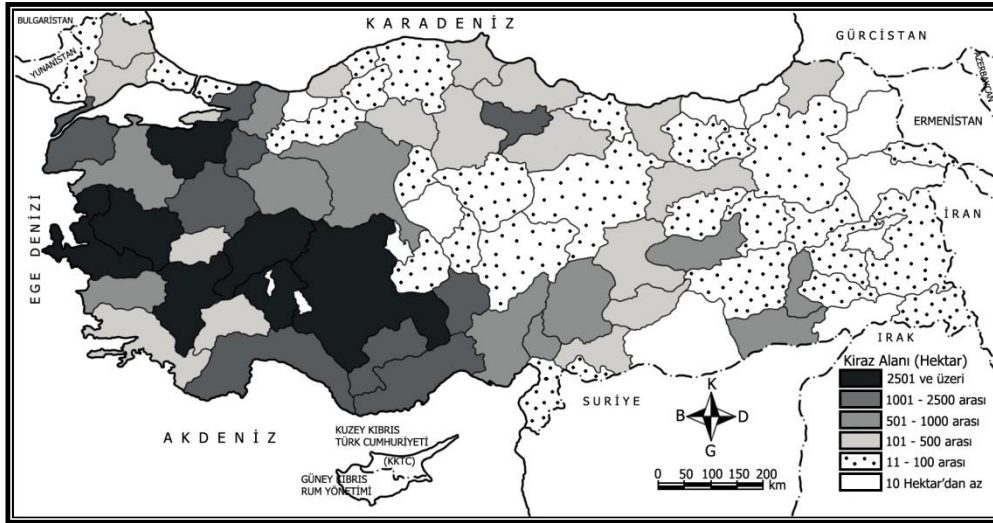 KARADENİZ
BULGARİSTAN
YUNANİSTAN
GÜRCİSTAN
AZERBAYCAN
ERMENİSTAN
EGE DENİZİ
İRAN
IRAK
SURİYE
AKDENİZ
KUZEY KIBRIS
TÜRK CUMHURİYETİ
(KKTC)
GÜNEY KIBRIS
RUM YÖNETİMİ
K
B D
G
0 50 100 150 200
km
Kiraz Alanı (Hektar)
2501 ve üzeri
1001 - 2500 arası
501 - 1000 arası
101 - 500 arası
11 - 100 arası
10 Hektar'dan az